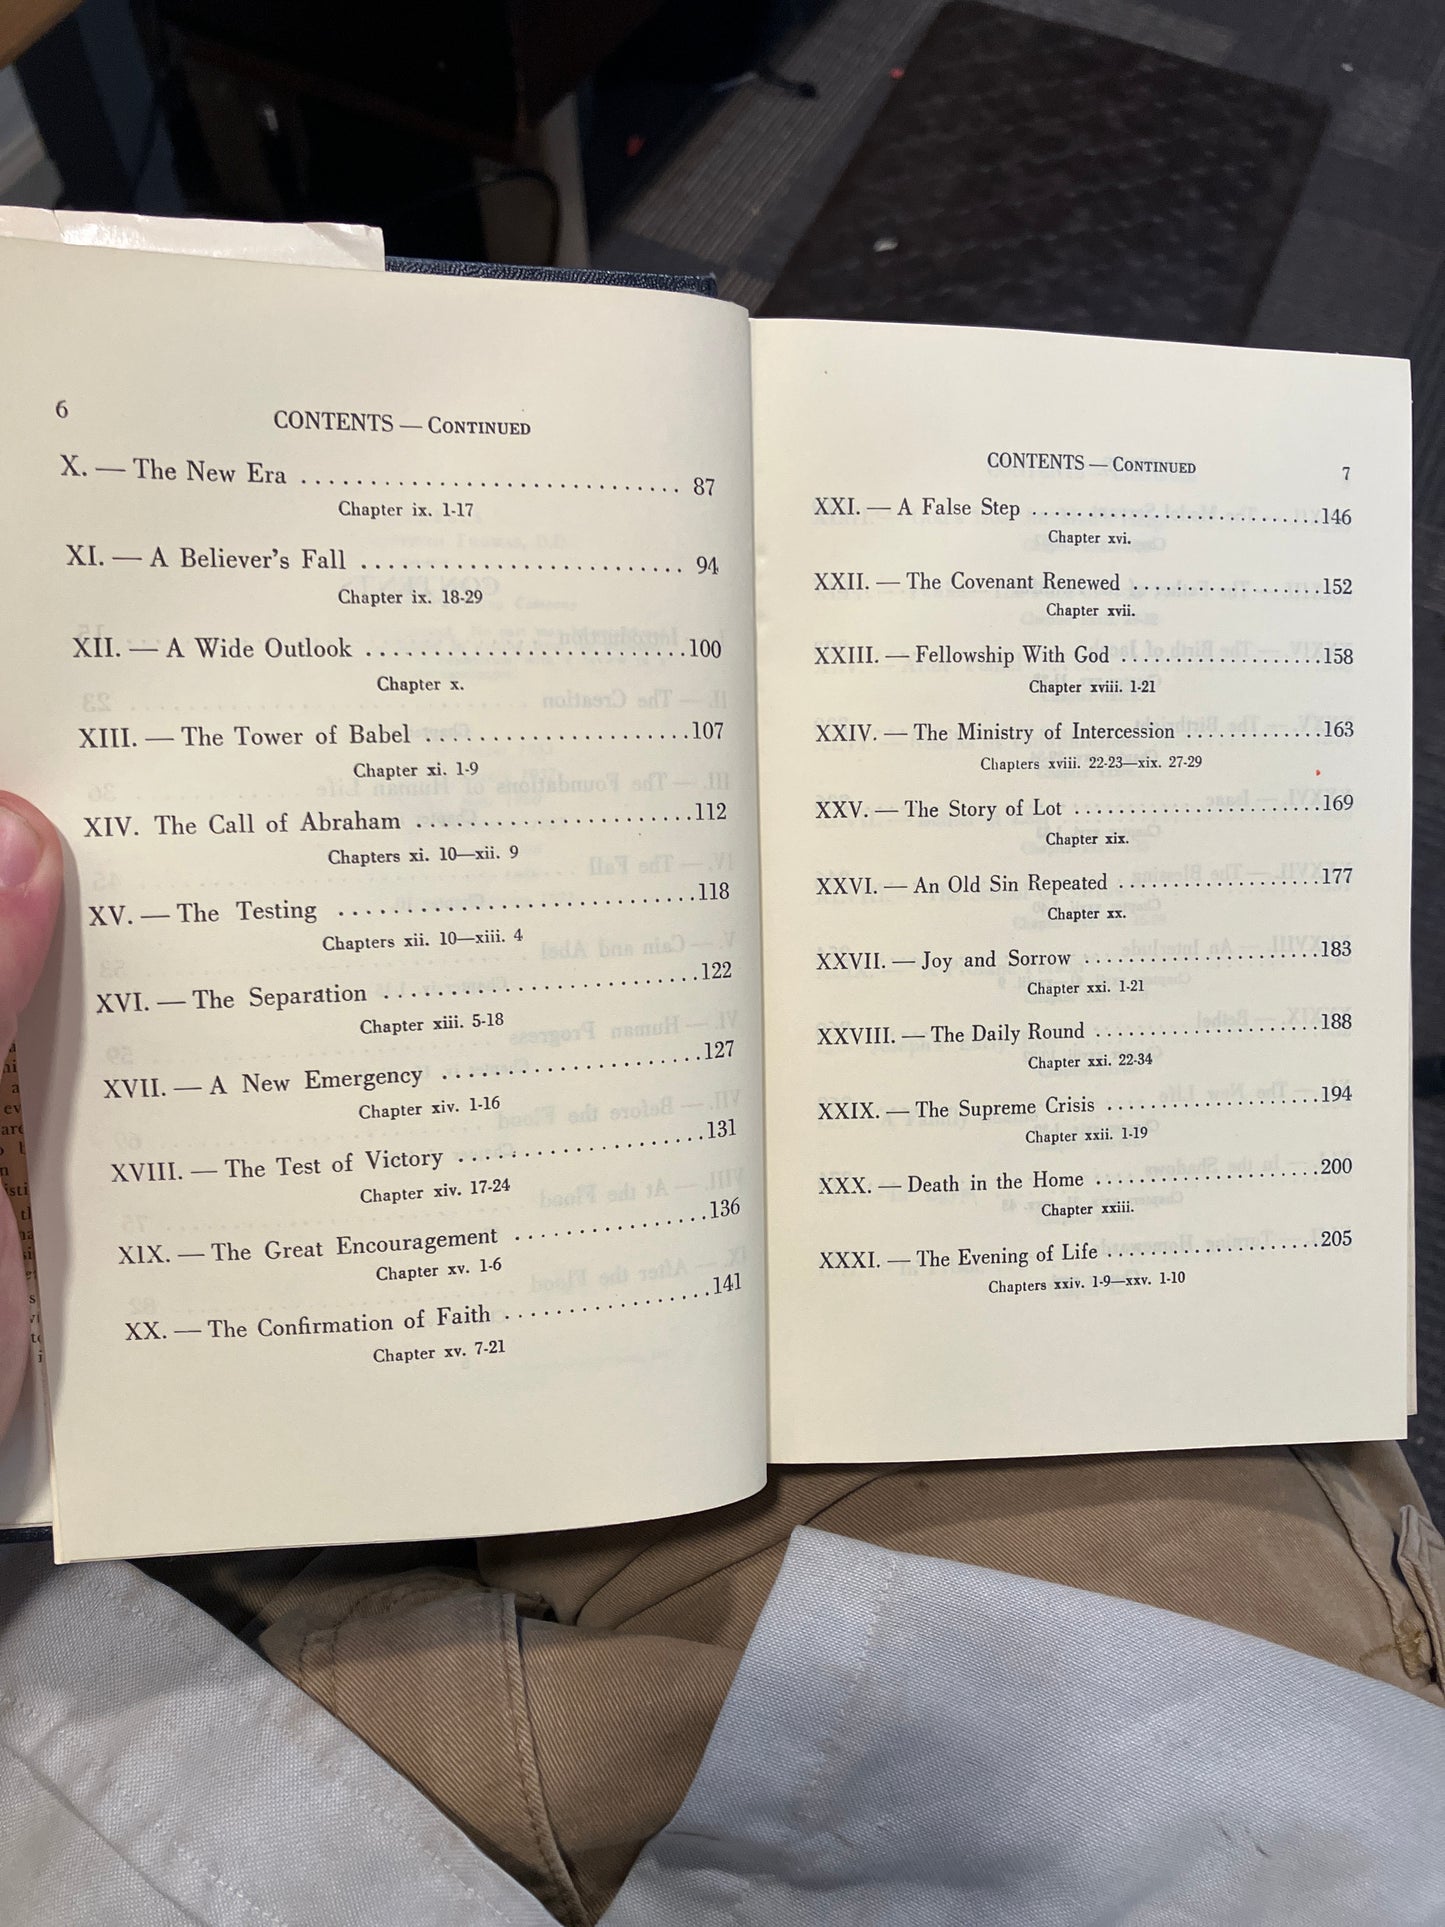 6
CONTENTS — CONTINUED
X. — The New Era .............................. 87
Chapter ix. 1-17
XI. — A Believer's Fall .......................... 94
Chapter ix. 18-29
XII. — A Wide Outlook .........................100
Chapter x.
XIII. — The Tower of Babel .....................107
Chapter xi. 1-9
XIV. The Call of Abraham ......................112
Chapters xi. 10—xii. 9
XV. — The Testing ............................118
Chapters xii. 10—xiii. 4
XVI. — The Separation .........................122
Chapter xiii. 5-18
XVII. — A New Emergency .....................127
Chapter xiv. 1-16
XVIII. — The Test of Victory ....................131
Chapter xiv. 17-24
XIX. — The Great Encouragement ................136
Chapter xv. 1-6
XX. — The Confirmation of Faith .................141
Chapter xv. 7-21
CONTENTS — CONTINUED
7
XXI. — A False Step ............................146
Chapter xvi.
XXII. — The Covenant Renewed ..................152
Chapter xvii.
XXIII. — Fellowship With God ...................158
Chapter xviii. 1-21
XXIV. — The Ministry of Intercession .............163
Chapters xviii. 22-23—xix. 27-29
XXV. — The Story of Lot ........................169
Chapter xix.
XXVI. — An Old Sin Repeated ...................177
Chapter xx.
XXVII. — Joy and Sorrow .......................183
Chapter xxi. 1-21
XXVIII. — The Daily Round .....................188
Chapter xxi. 22-34
XXIX. — The Supreme Crisis ....................194
Chapter xxii. 1-19
XXX. — Death in the Home .....................200
Chapter xxiii.
XXXI. — The Evening of Life ....................205
Chapters xxiv. 1-9—xxv. 1-10